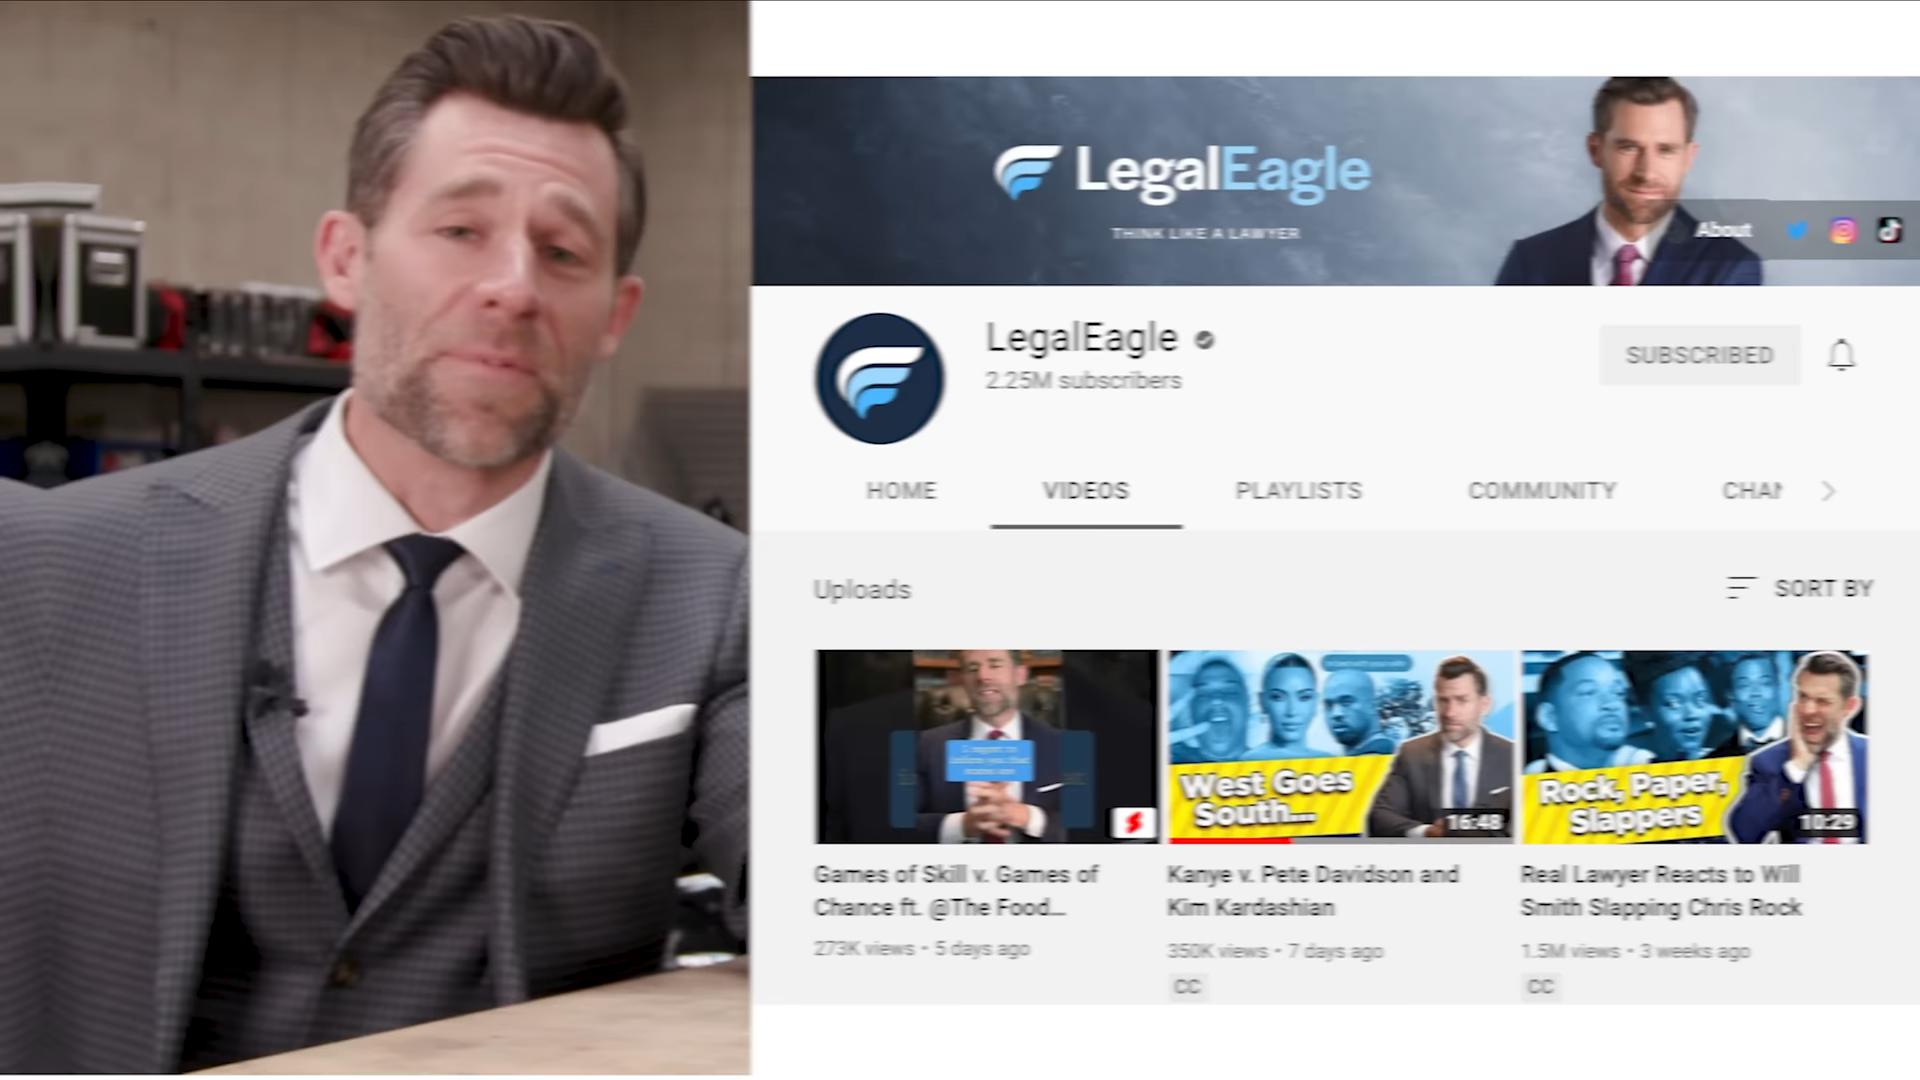 LegalEagle
THINK LIKE A LAWYER
About
LegalEagle
2.25M subscribers
SUBSCRIBED
HOME
VIDEOS
PLAYLISTS
COMMUNITY
CHAN
Uploads
SORT BY
West Goes
South...
16:48
Rock, Paper,
Slappers
10:29
Games of Skill v. Games of
Chance ft. @The Food...
273K views • 5 days ago
Kanye v. Pete Davidson and
Kim Kardashian
350K views • 7 days ago
CC
Real Lawyer Reacts to Will
Smith Slapping Chris Rock
1.5M views • 3 weeks ago
CC